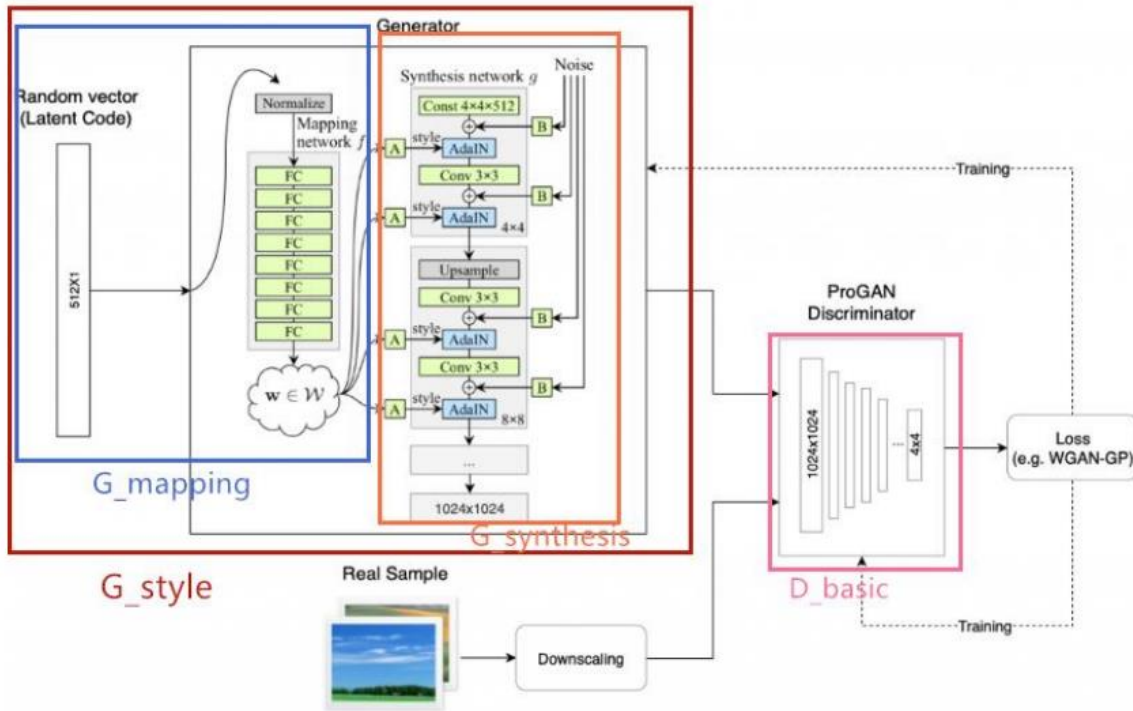 Generator
Random vector
(Latent Code)
512X1
Normalize
Mapping
network f
FC
FC
FC
FC
FC
FC
FC
FC
w ∈ W
G_mapping
Synthesis network g
Noise
Const 4×4×512
B
A
style
AdaIN
Conv 3×3
B
A
style
AdaIN
4×4
Upsample
Conv 3×3
B
A
style
AdaIN
Conv 3×3
B
A
style
AdaIN
8×8
...
1024x1024
G_synthesis
G_style
Real Sample
Downscaling
Training
ProGAN
Discriminator
1024x1024
...
4x4
D_basic
Loss
(e.g. WGAN-GP)
Training